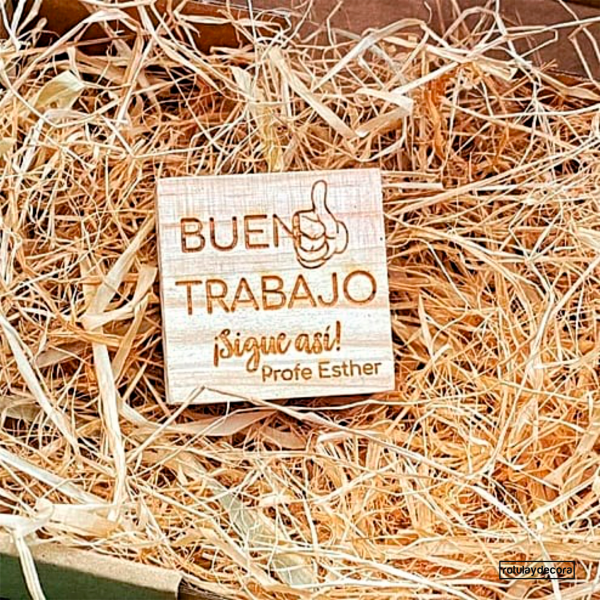 BUEN
TRABAJO
¡Sigue así!
Profe Esther
rotulaydecora